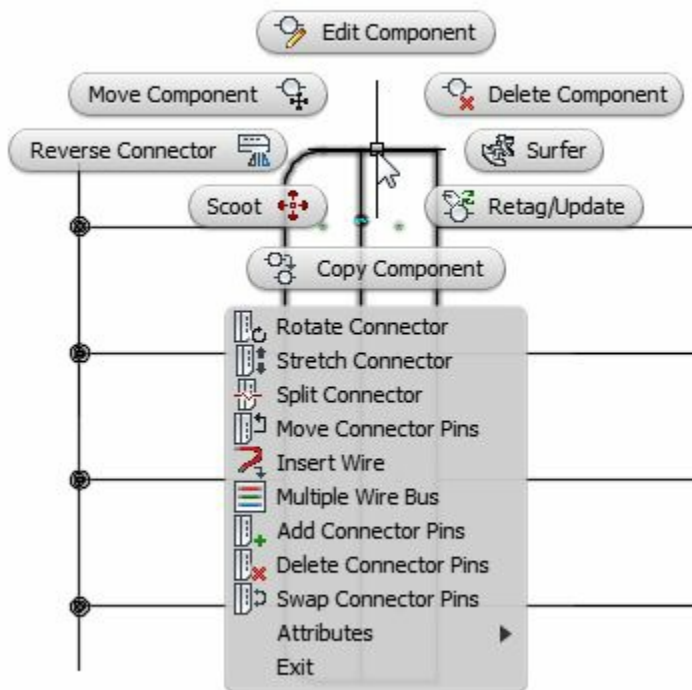 Edit Component
Move Component
Delete Component
Reverse Connector
Surfer
Scoot
Retag/Update
Copy Component
Rotate Connector
Stretch Connector
Split Connector
Move Connector Pins
Insert Wire
Multiple Wire Bus
Add Connector Pins
Delete Connector Pins
Swap Connector Pins
Attributes
Exit